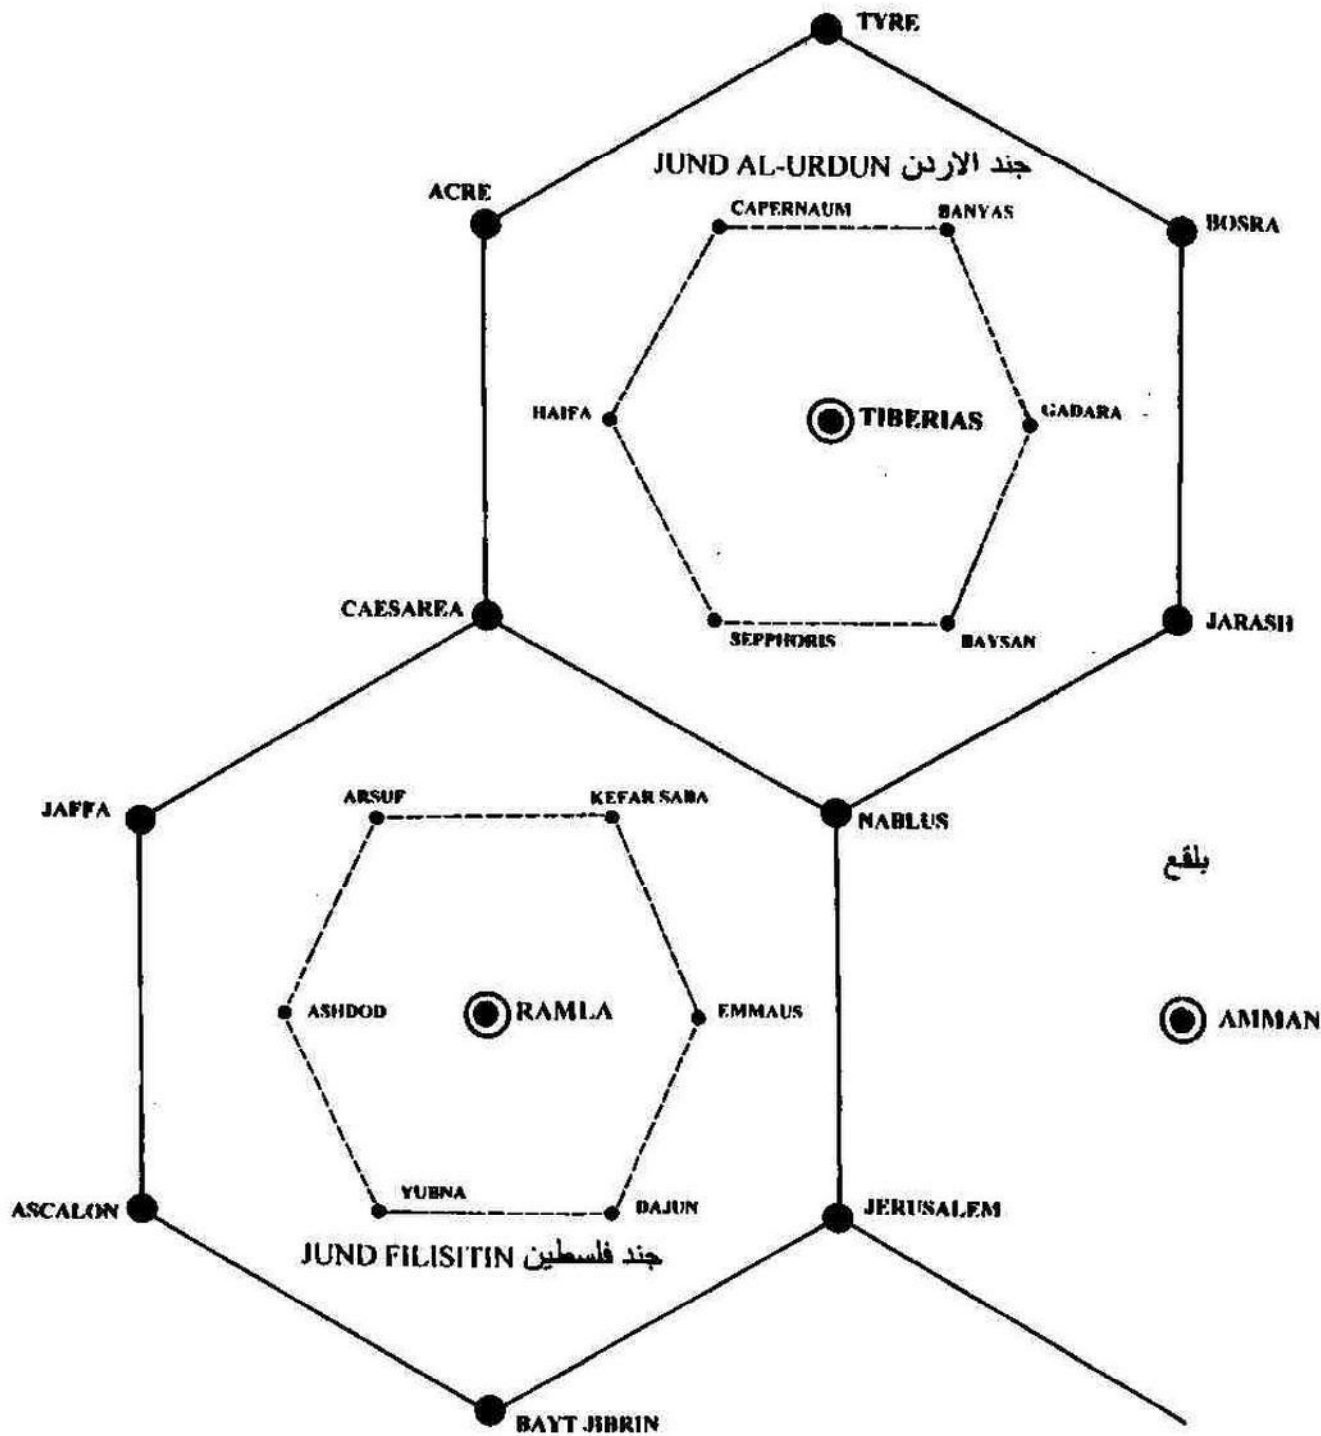 TYRE
JUND AL-URDUN جند الاردن
ACRE
CAPERNAUM
BANYAS
BOSRA
HAIFA
TIBERIAS
GADARA
CAESAREA
SEPPHORIS
BAYSAN
JARASH
JAFFA
ARSUF
KEFAR SABA
NABLUS
بلقع
ASHDOD
RAMLA
EMMAUS
AMMAN
ASCALON
YUBNA
DAJUN
JERUSALEM
JUND FILISITIN جند فلسطين
BAYT JIBRIN